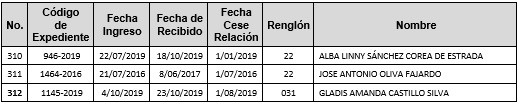 No. Código de Expediente Fecha Ingreso Fecha de Recibido Fecha Cese Relación Renglón Nombre
310 946-2019 22/07/2019 18/10/2019 1/01/2019 22 ALBA LINNY SÁNCHEZ COREA DE ESTRADA
311 1464-2016 21/07/2016 8/06/2017 1/07/2016 22 JOSE ANTONIO OLIVA FAJARDO
312 1145-2019 4/10/2019 23/10/2019 1/08/2019 031 GLADIS AMANDA CASTILLO SILVA